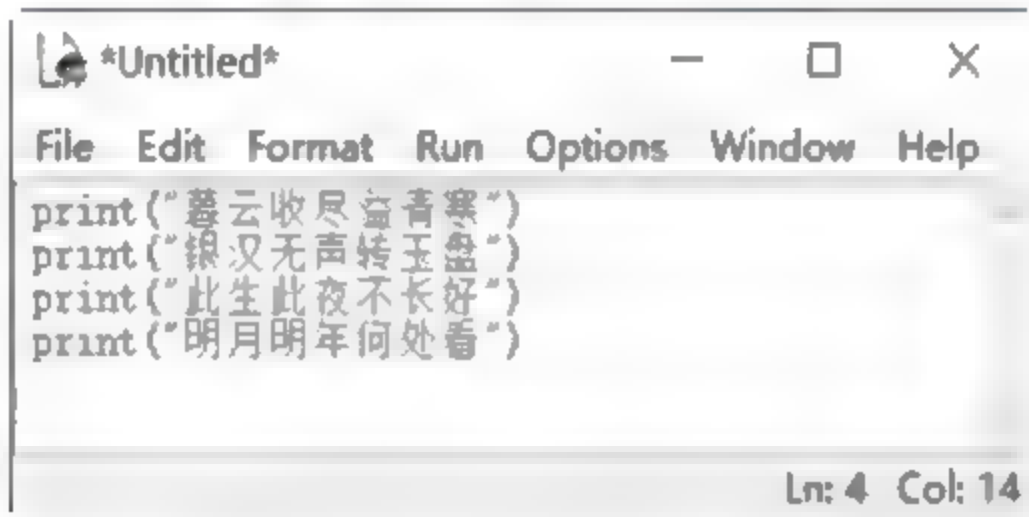 *Untitled*
File Edit Format Run Options Window Help
print("暮云收尽溢清寒")
print("银汉无声转玉盘")
print("此生此夜不长好")
print("明月明年何处看")
Ln: 4 Col: 14